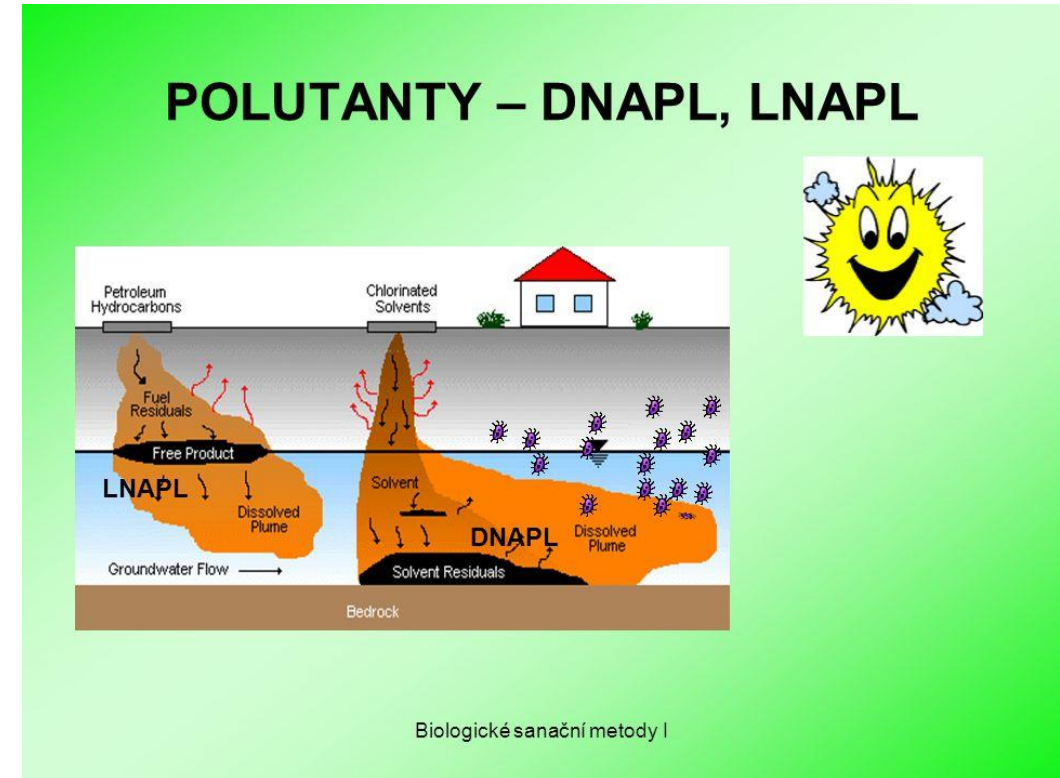 POLUTANTY – DNAPL, LNAPL
Petroleum
Hydrocarbons
Chlorinated
Solvents
Fuel
Residuals
Free Product
LNAPL
Dissolved
Plume
Solvent
DNAPL
Dissolved
Plume
Groundwater Flow
Solvent Residuals
Bedrock
Biologické sanační metody I